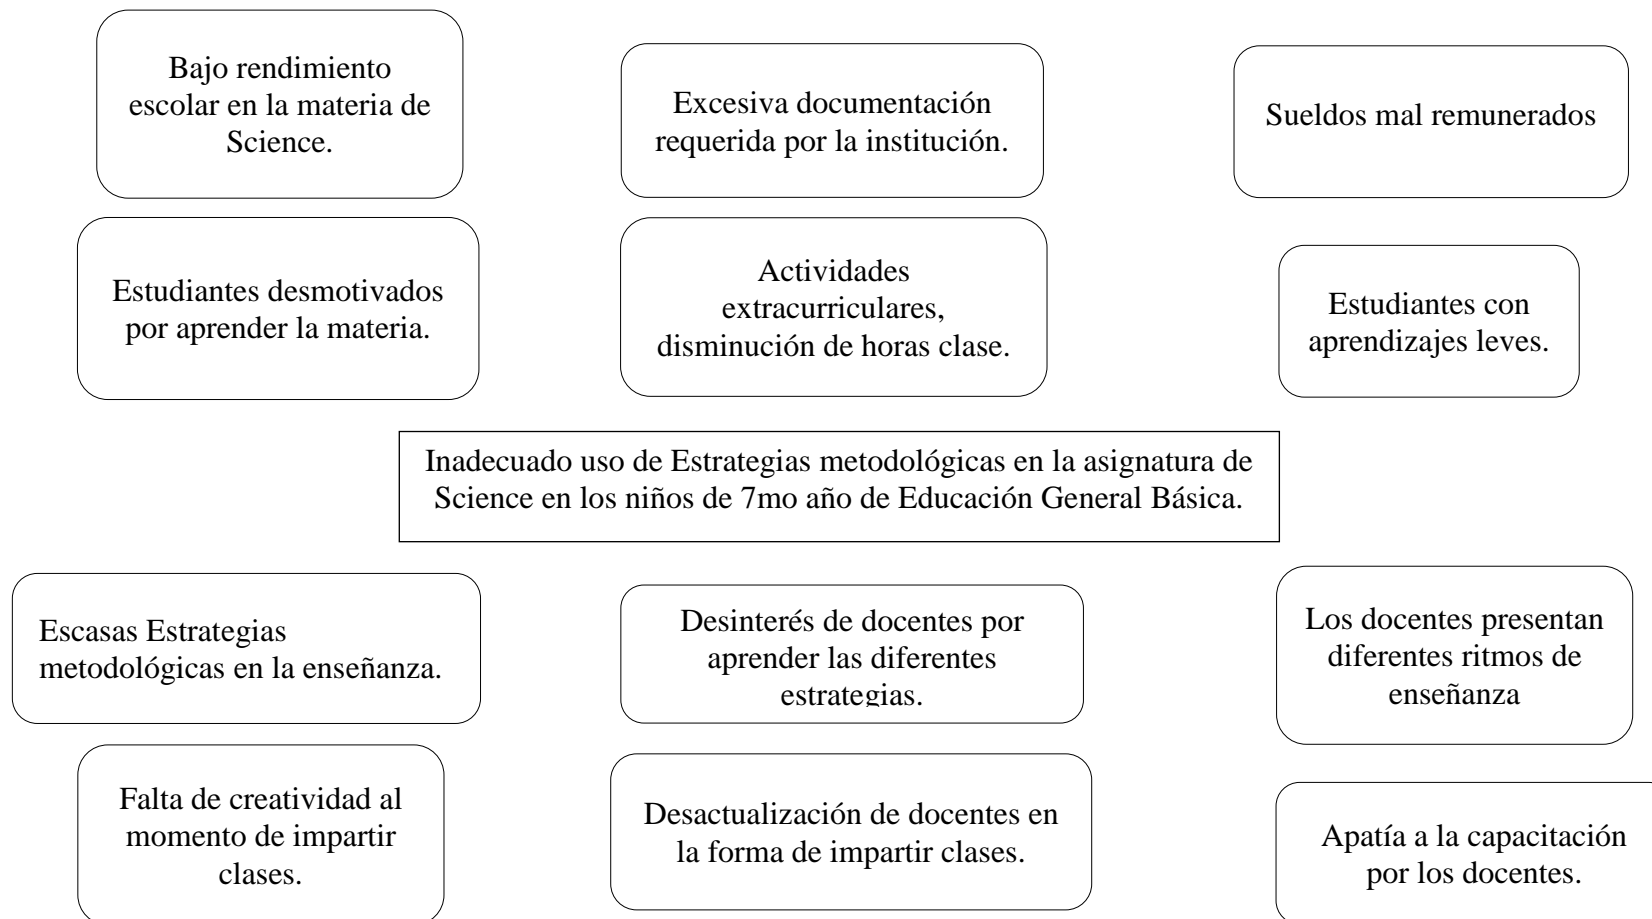 Bajo rendimiento
escolar en la materia de
Science.
Excesiva documentación
requerida por la institución.
Sueldos mal remunerados
Estudiantes desmotivados
por aprender la materia.
Actividades
extracurriculares,
disminución de horas clase.
Estudiantes con
aprendizajes leves.
Inadecuado uso de Estrategias metodológicas en la asignatura de
Science en los niños de 7mo año de Educación General Básica.
Escasas Estrategias
metodológicas en la enseñanza.
Desinterés de docentes por
aprender las diferentes
estrategias.
Los docentes presentan
diferentes ritmos de
enseñanza
Falta de creatividad al
momento de impartir
clases.
Desactualización de docentes en
la forma de impartir clases.
Apatía a la capacitación
por los docentes.